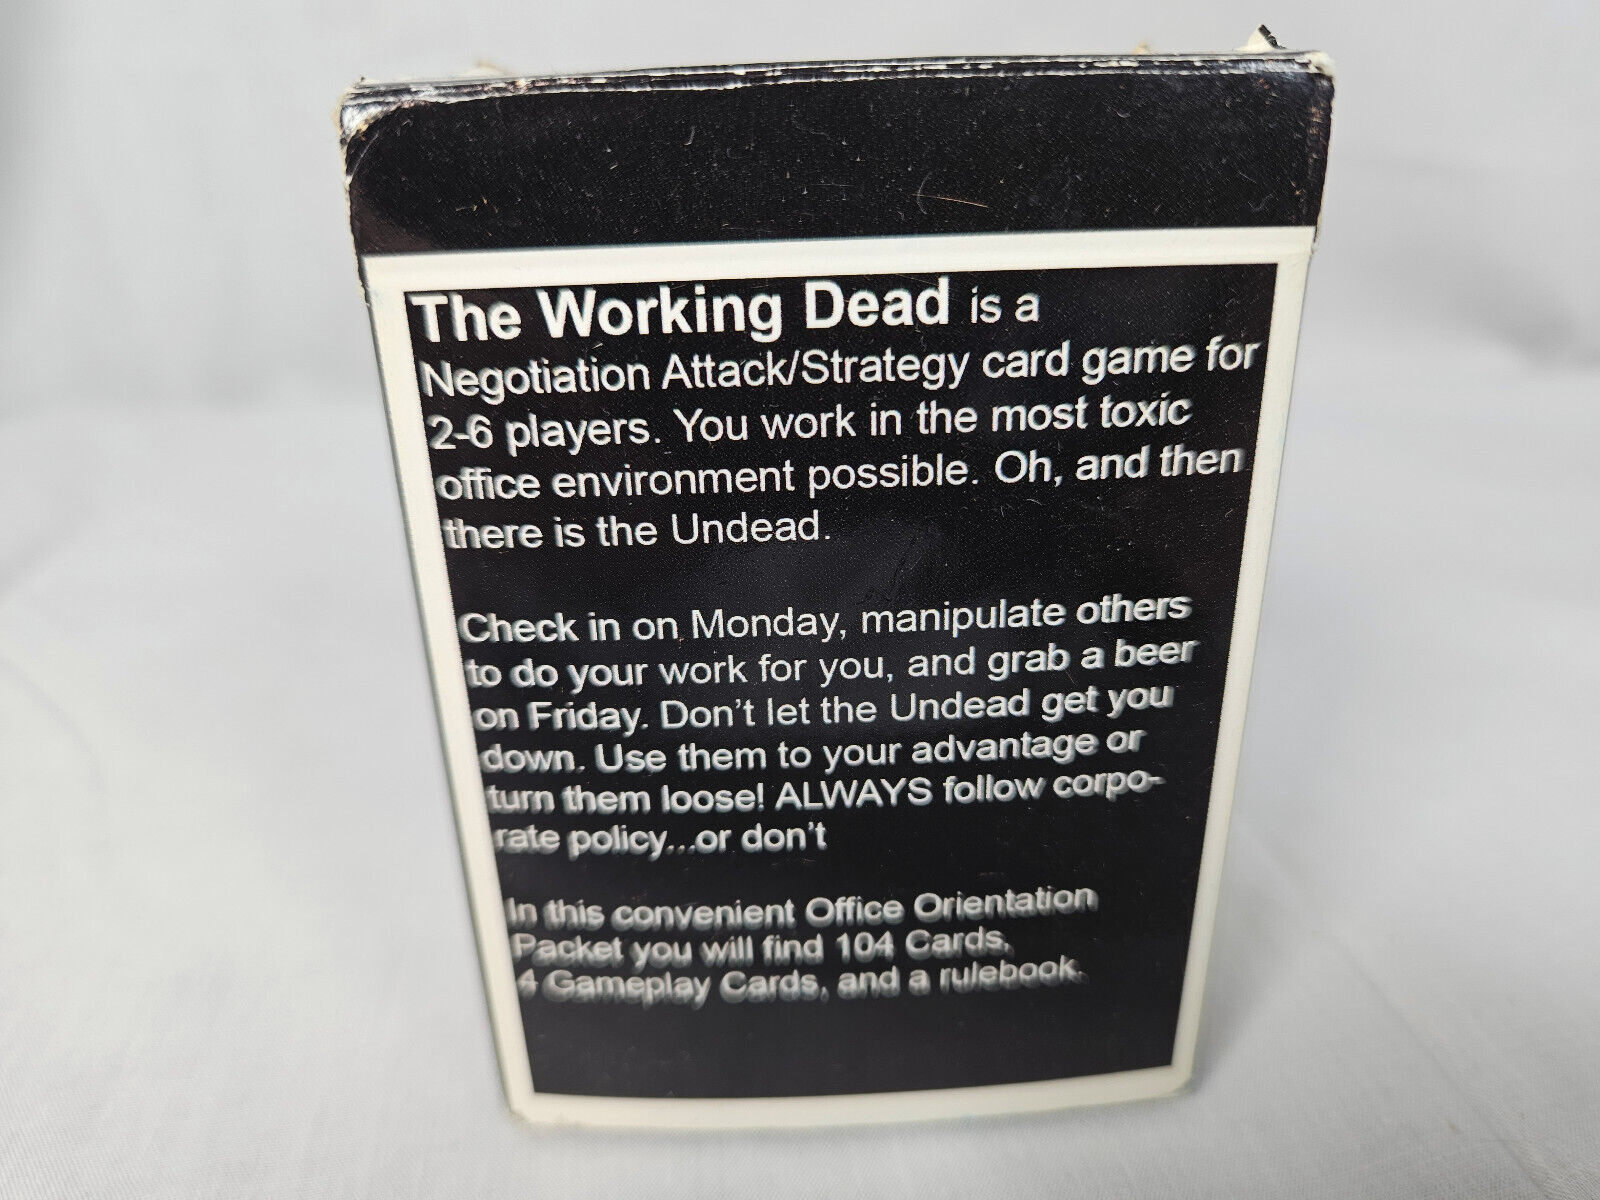 The Working Dead is a
Negotiation Attack/Strategy card game for
2-6 players. You work in the most toxic
office environment possible. Oh, and then
there is the Undead.
Check in on Monday, manipulate others
to do your work for you, and grab a beer
on Friday. Don't let the Undead get you
down. Use them to your advantage or
turn them loose! ALWAYS follow corpo-
rate policy...or don't
In this convenient Office Orientation
Packet you will find 104 Cards,
4 Gameplay Cards, and a rulebook.